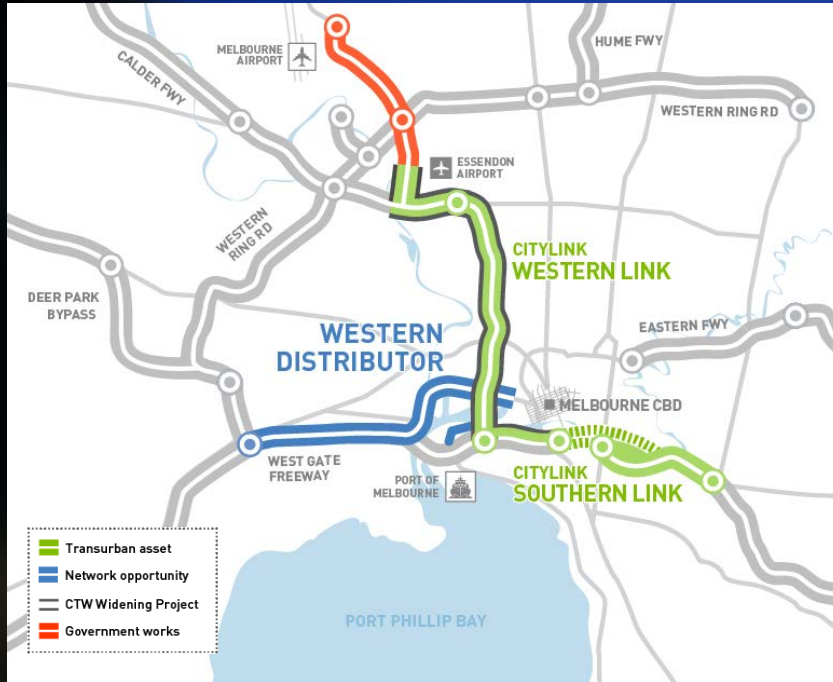 MELBOURNE
AIRPORT
CALDER FWY
HUME FWY
WESTERN RING RD
ESSENDON
AIRPORT
WESTERN
RING RD
CITYLINK
WESTERN LINK
DEER PARK
BYPASS
WESTERN
DISTRIBUTOR
EASTERN FWY
MELBOURNE CBD
WEST GATE
FREEWAY
PORT OF
MELBOURNE
CITYLINK
SOUTHERN LINK
Transurban asset
Network opportunity
CTW Widening Project
Government works
PORT PHILLIP BAY